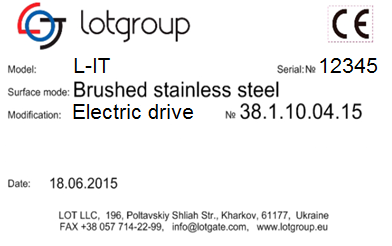 lotgroup CE
Model: L-IT Serial:№ 12345
Surface mode: Brushed stainless steel
Modification: Electric drive № 38.1.10.04.15
Date: 18.06.2015
LOT LLC, 196, Poltavskiy Shliah Str., Kharkov, 61177, Ukraine
FAX +38 057 714-22-99, info@lotgate.com, www.lotgroup.eu